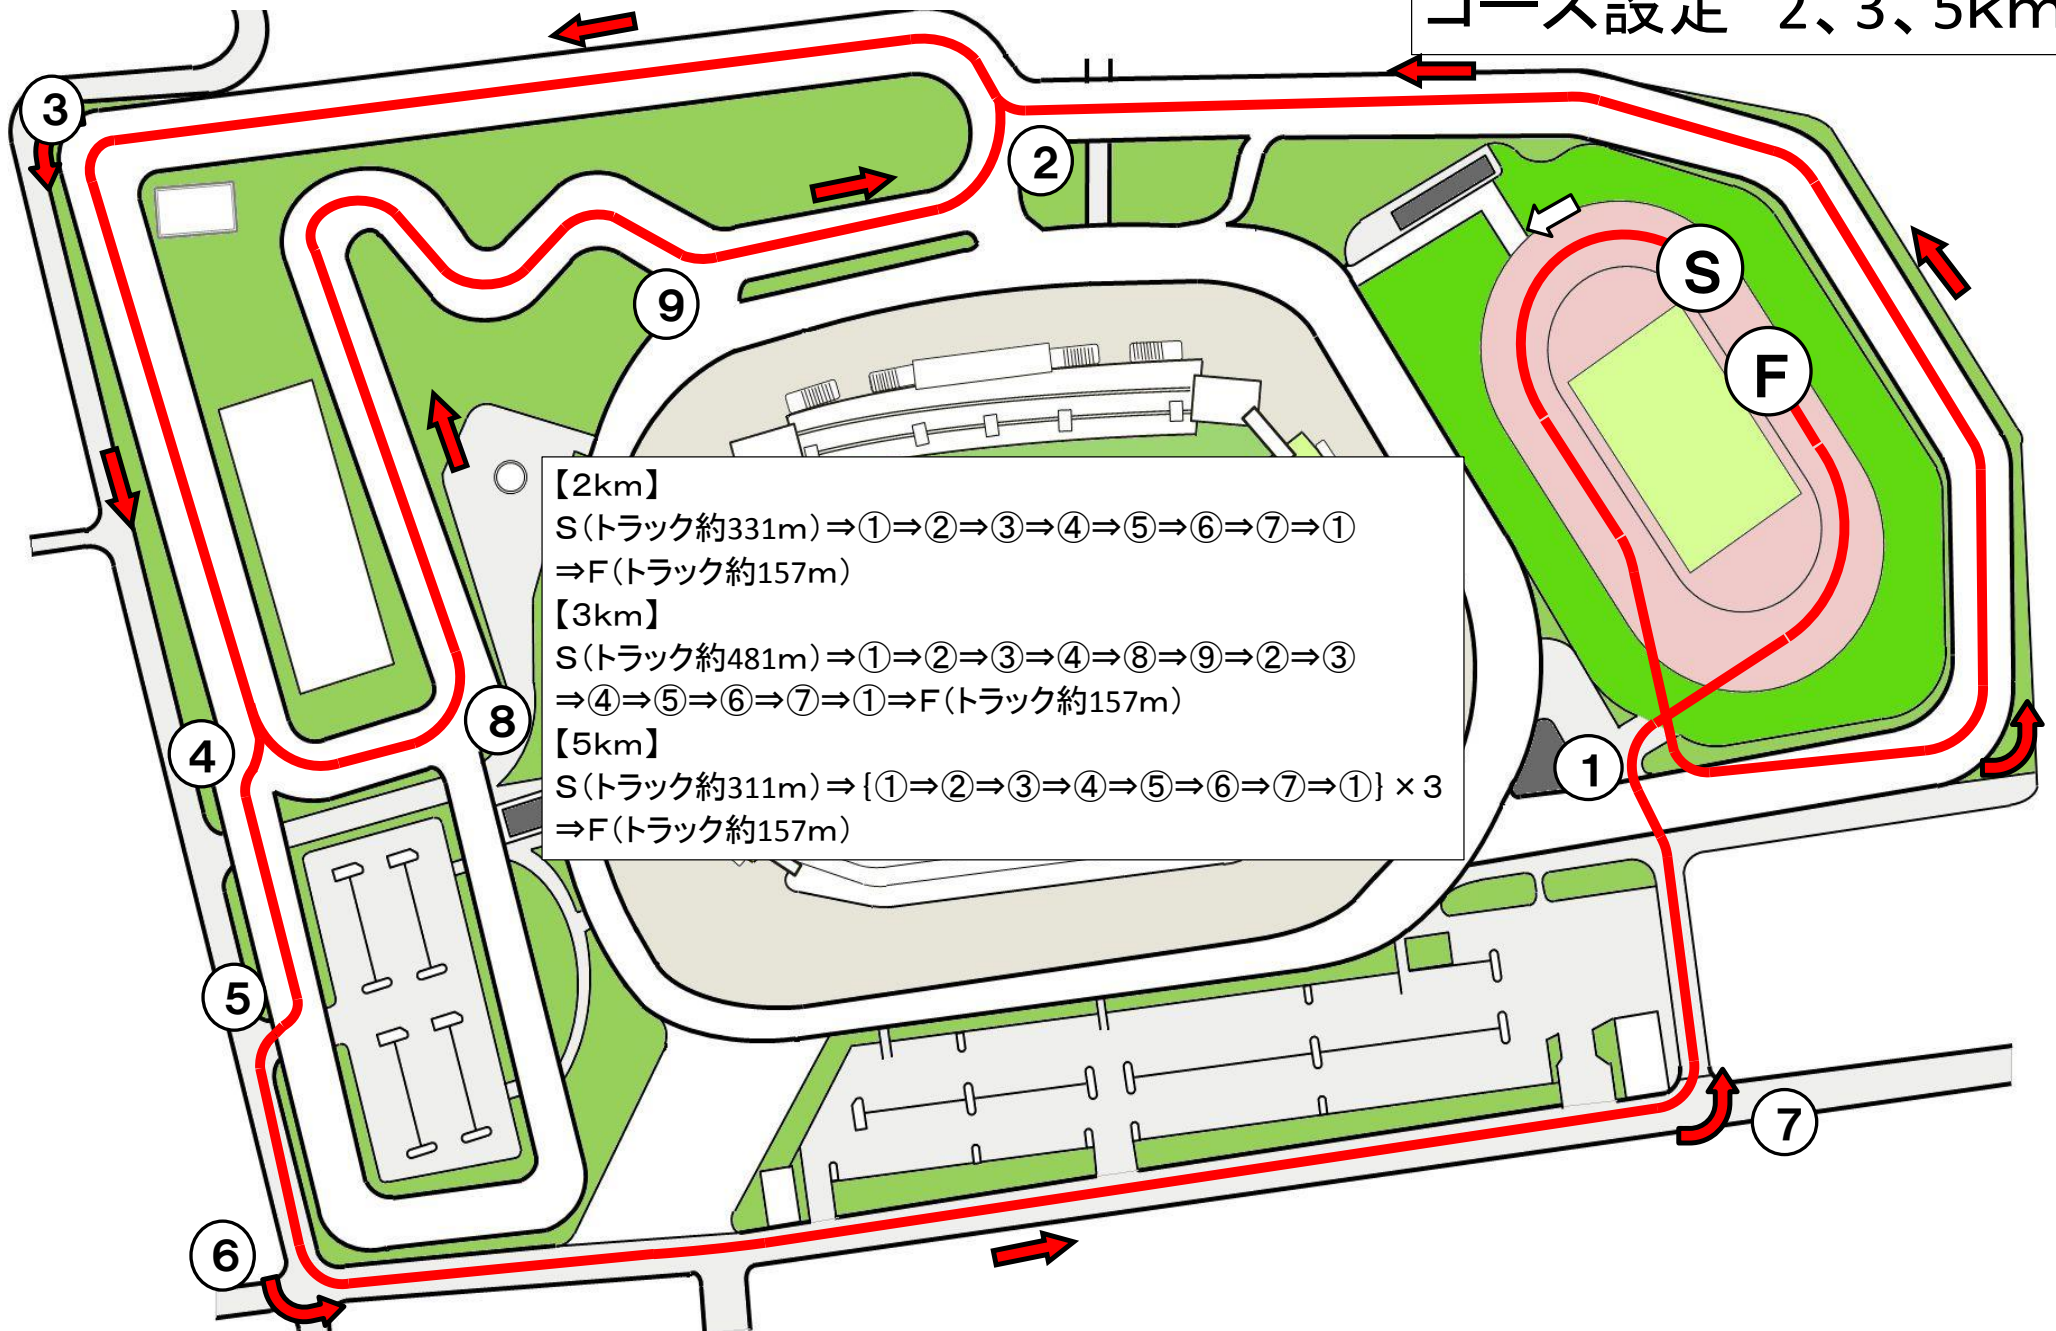 コース設定　2、3、5km
3
2
S
9
F
【2km】
S(トラック約331m)⇒①⇒②⇒③⇒④⇒⑤⇒⑥⇒⑦⇒①
⇒F(トラック約157m)
【3km】
S(トラック約481m)⇒①⇒②⇒③⇒④⇒⑧⇒⑨⇒②⇒③
⇒④⇒⑤⇒⑥⇒⑦⇒①⇒F(トラック約157m)
【5km】
S(トラック約311m)⇒{①⇒②⇒③⇒④⇒⑤⇒⑥⇒⑦⇒①}×3
⇒F(トラック約157m)
8
4
1
5
7
6